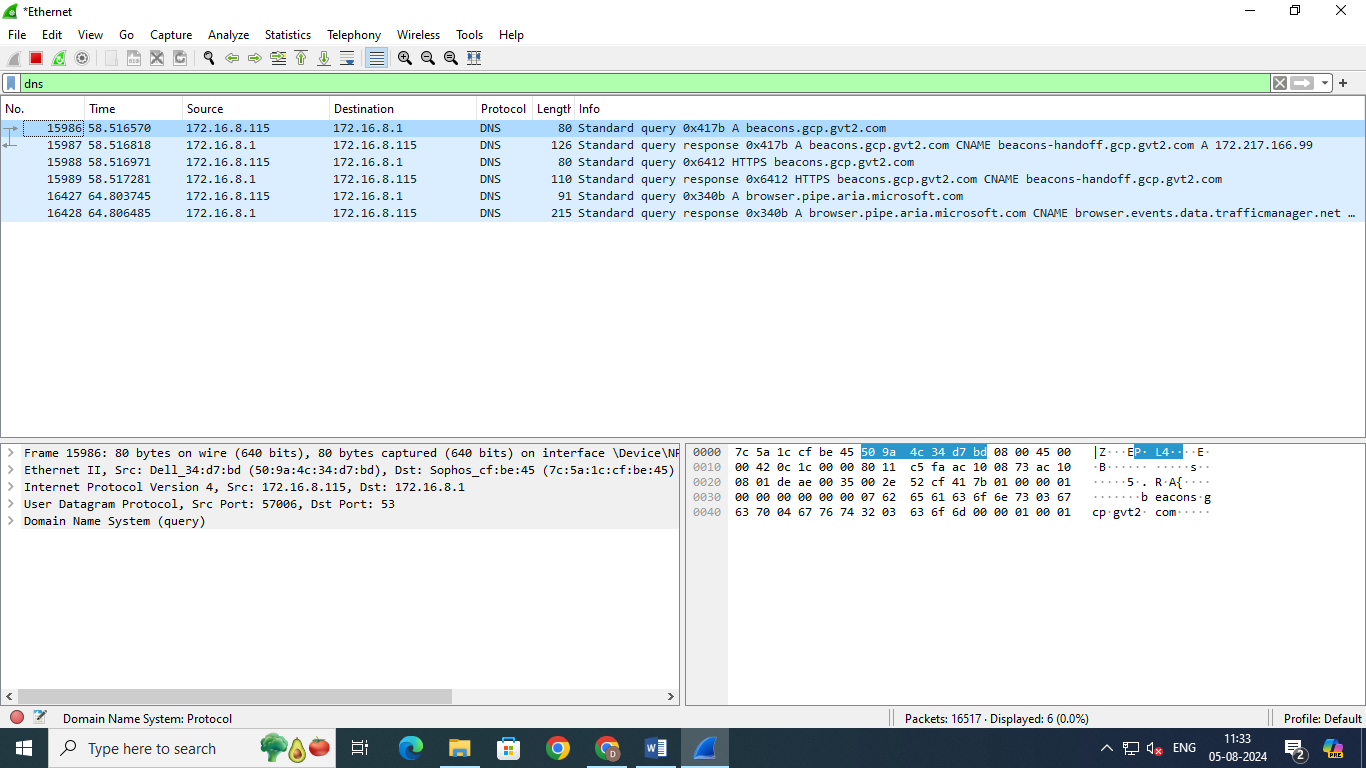 *Ethernet
File Edit View Go Capture Analyze Statistics Telephony Wireless Tools Help
dns
No. Time Source Destination Protocol Length Info
15986 58.516570 172.16.8.115 172.16.8.1 DNS 80 Standard query 0x417b A beacons.gcp.gvt2.com
15987 58.516818 172.16.8.1 172.16.8.115 DNS 126 Standard query response 0x417b A beacons.gcp.gvt2.com CNAME beacons-handoff.gcp.gvt2.com A 172.217.166.99
15988 58.516971 172.16.8.115 172.16.8.1 DNS 80 Standard query 0x6412 HTTPS beacons.gcp.gvt2.com
15989 58.517281 172.16.8.1 172.16.8.115 DNS 110 Standard query response 0x6412 HTTPS beacons.gcp.gvt2.com CNAME beacons-handoff.gcp.gvt2.com
16427 64.803745 172.16.8.115 172.16.8.1 DNS 91 Standard query 0x340b A browser.pipe.aria.microsoft.com
16428 64.806485 172.16.8.1 172.16.8.115 DNS 215 Standard query response 0x340b A browser.pipe.aria.microsoft.com CNAME browser.events.data.trafficmanager.net …
Frame 15986: 80 bytes on wire (640 bits), 80 bytes captured (640 bits) on interface \Device\NP
Ethernet II, Src: Dell_34:d7:bd (50:9a:4c:34:d7:bd), Dst: Sophos_cf:be:45 (7c:5a:1c:cf:be:45)
Internet Protocol Version 4, Src: 172.16.8.115, Dst: 172.16.8.1
User Datagram Protocol, Src Port: 57006, Dst Port: 53
Domain Name System (query)
0000 7c 5a 1c cf be 45 50 9a 4c 34 d7 bd 08 00 45 00 |Z···EP· L4····E·
0010 00 42 0c 1c 00 00 80 11 c5 fa ac 10 08 73 ac 10 ·B······ ·····s··
0020 08 01 de ae 00 35 00 2e 52 cf 41 7b 01 00 00 01 ·····5·. R·A{····
0030 00 00 00 00 00 00 07 62 65 61 63 6f 6e 73 03 67 ·······b eacons·g
0040 63 70 04 67 76 74 32 03 63 6f 6d 00 00 01 00 01 cp·gvt2· com·····
Domain Name System: Protocol
Packets: 16517 · Displayed: 6 (0.0%)
Profile: Default
Type here to search
ENG
11:33
05-08-2024
2
PRE